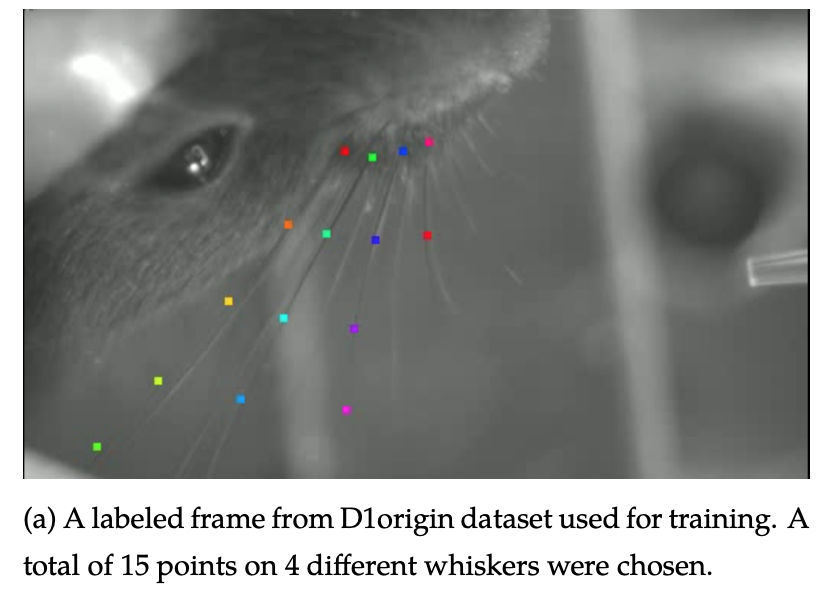 (a) A labeled frame from D1origin dataset used for training. A
total of 15 points on 4 different whiskers were chosen.